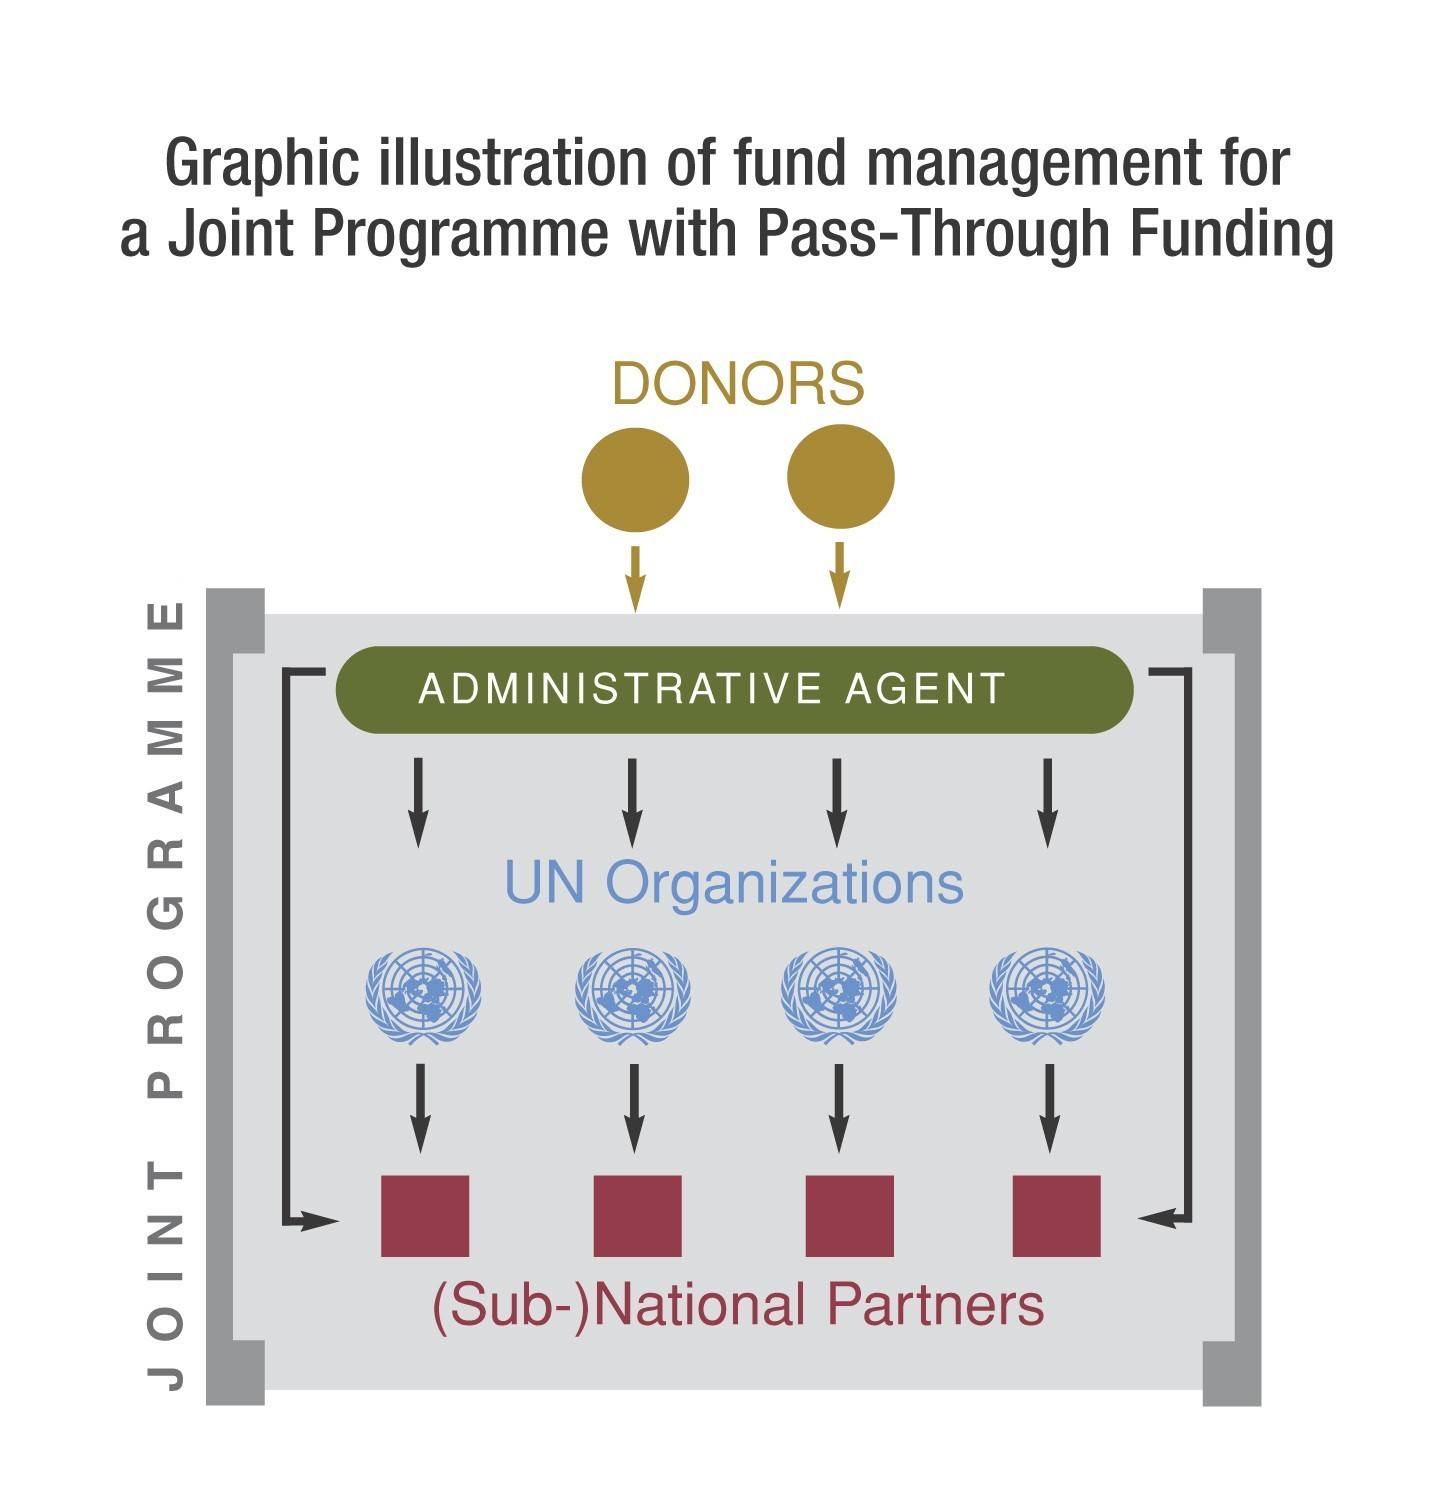 Graphic illustration of fund management for
a Joint Programme with Pass-Through Funding
DONORS
JOINT PROGRAMME
ADMINISTRATIVE AGENT
UN Organizations
(Sub-)National Partners